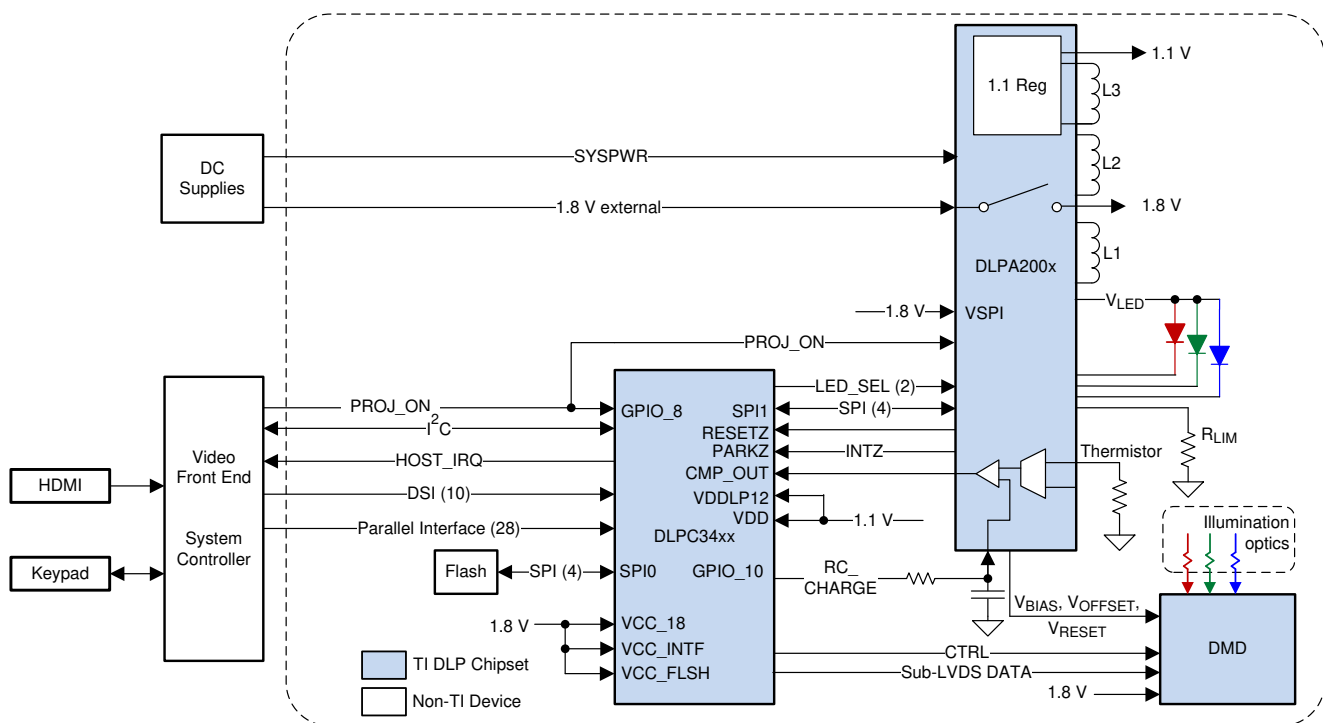 1.1 V
1.1 Reg
L3
DC
Supplies
SYSPWR
L2
1.8 V external
1.8 V
L1
DLPA200x
VLED
1.8 V
VSPI
PROJ_ON
LED_SEL (2)
PROJ_ON
GPIO_8
SPI1
SPI (4)
I2C
RESETZ
RLIM
Video
Front End
System
Controller
HOST_IRQ
PARKZ
INTZ
Thermistor
CMP_OUT
HDMI
DSI (10)
VDDLP12
Parallel Interface (28)
VDD
1.1 V
DLPC34xx
Illumination
optics
Keypad
Flash
SPI (4)
SPI0
GPIO_10
RC_
CHARGE
VBIAS, VOFFSET,
VRESET
1.8 V
VCC_18
VCC_INTF
VCC_FLSH
CTRL
DMD
Sub-LVDS DATA
1.8 V
TI DLP Chipset
Non-TI Device